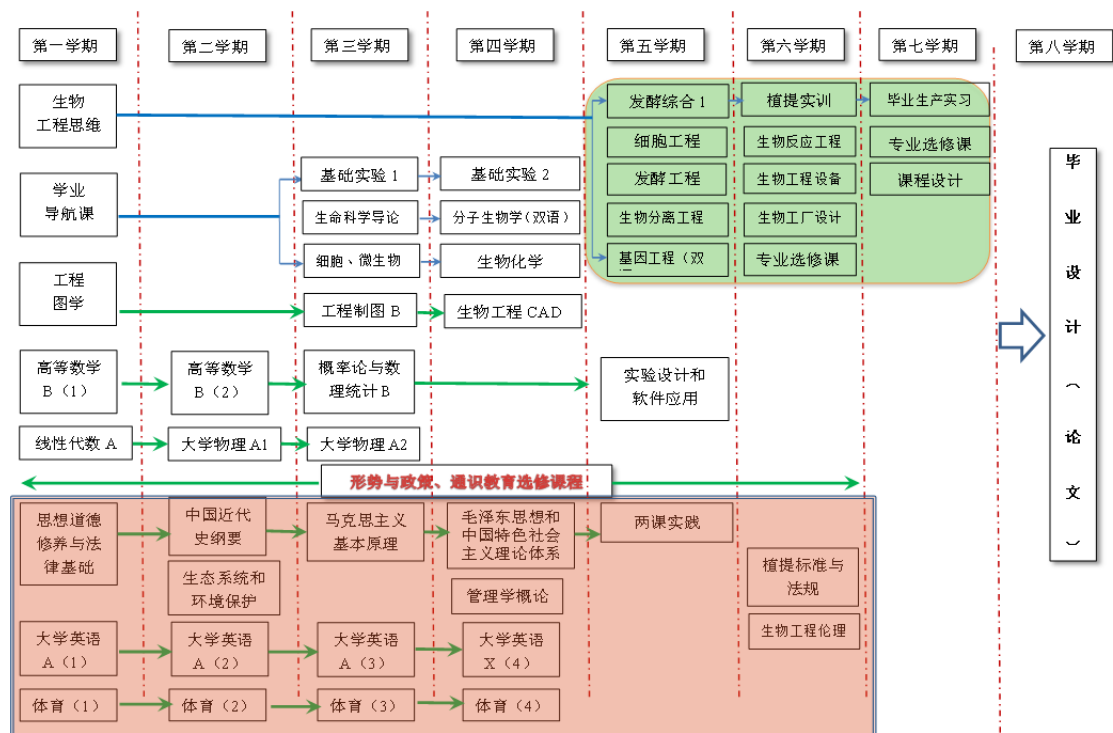 第一学期
第二学期
第三学期
第四学期
第五学期
第六学期
第七学期
第八学期
生物
工程思维
发酵综合 1
植提实训
毕业生产实习
细胞工程
生物反应工程
专业选修课
学业
导航课
基础实验 1
基础实验 2
发酵工程
生物工程设备
课程设计
生命科学导论
分子生物学（双语）
生物分离工程
生物工厂设计
细胞、微生物
生物化学
基因工程（双
专业选修课
工程
图学
工程制图 B
生物工程 CAD
高等数学
B（1）
高等数学
B（2）
概率论与数
理统计 B
实验设计和
软件应用
线性代数 A
大学物理 A1
大学物理 A2
形势与政策、通识教育选修课程
思想道德
修养与法
律基础
中国近代
史纲要
马克思主义
基本原理
毛泽东思想和
中国特色社会
主义理论体系
两课实践
生态系统和
环境保护
管理学概论
植提标准与
法规
生物工程伦理
大学英语
A（1）
大学英语
A（2）
大学英语
A（3）
大学英语
X（4）
体育（1）
体育（2）
体育（3）
体育（4）
毕业设计（论文）